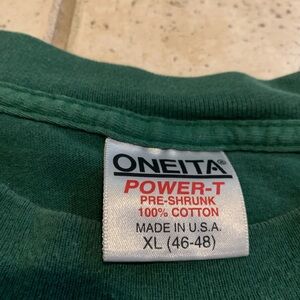 ONEITA®
POWER-T
PRE-SHRUNK
100% COTTON
MADE IN U.S.A.
XL (46-48)